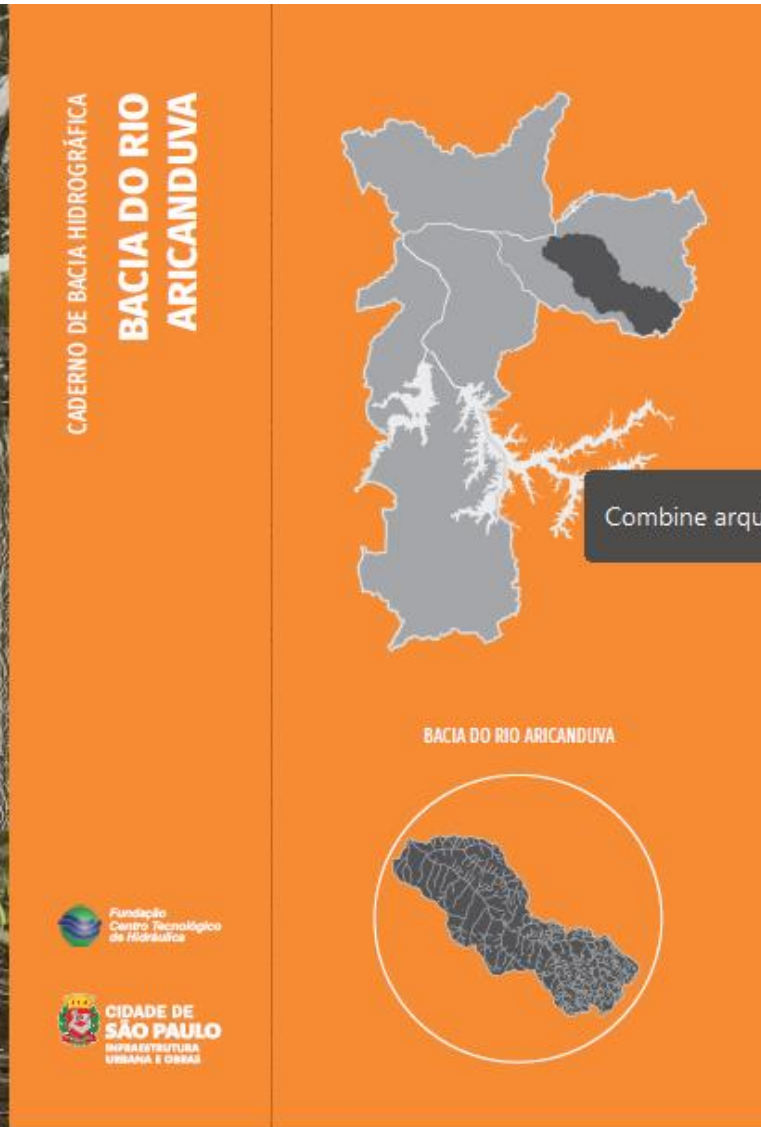 CADERNO DE BACIA HIDROGRÁFICA
BACIA DO RIO
ARICANDUVA
Combine arqu
BACIA DO RIO ARICANDUVA
Fundação
Centro Tecnológico
de Hidráulica
CIDADE DE
SÃO PAULO
INFRAESTRUTURA
URBANA E OBRAS